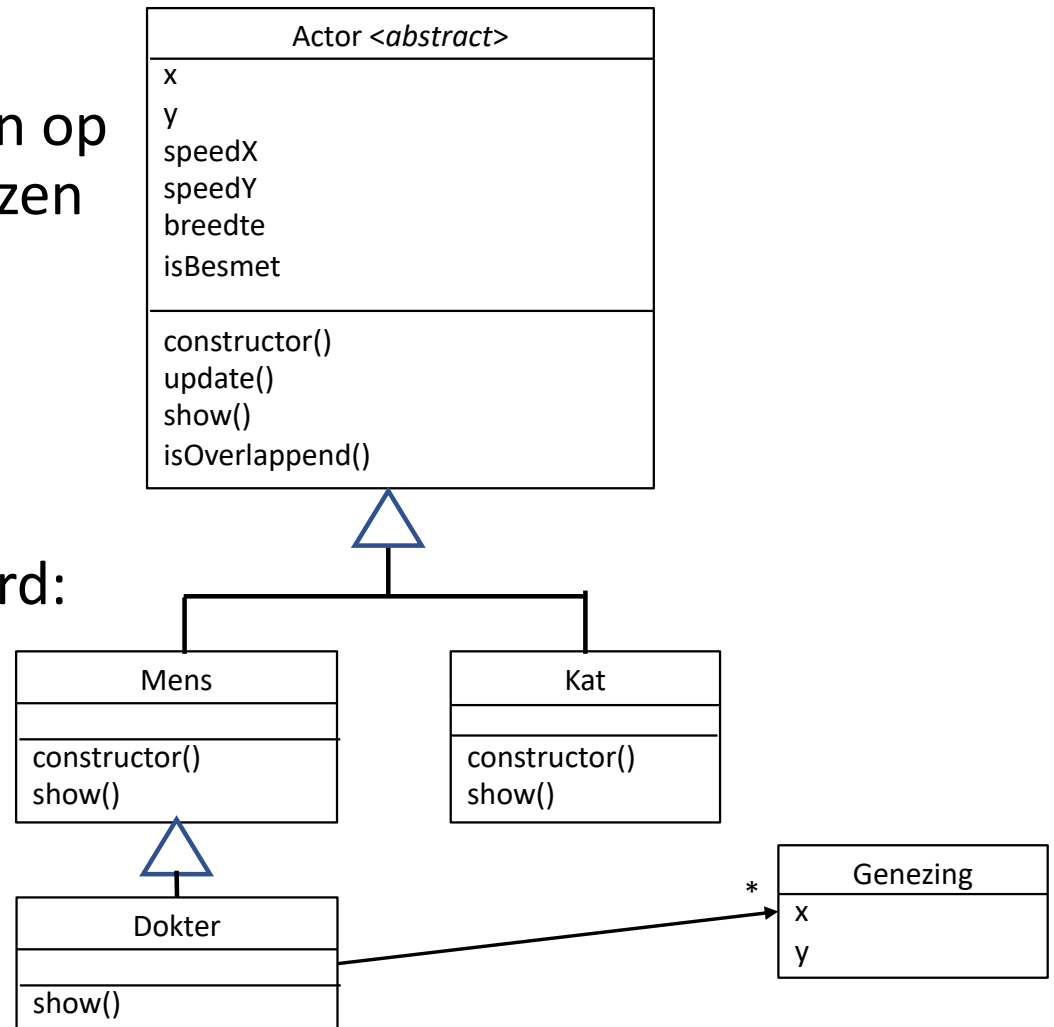 Actor <abstract>
x
y
speedX
speedY
breedte
isBesmet
constructor()
update()
show()
isOverlappend()
n op
zen
rd:
Mens
constructor()
show()
Kat
constructor()
show()
Dokter
show()
*
Genezing
x
y